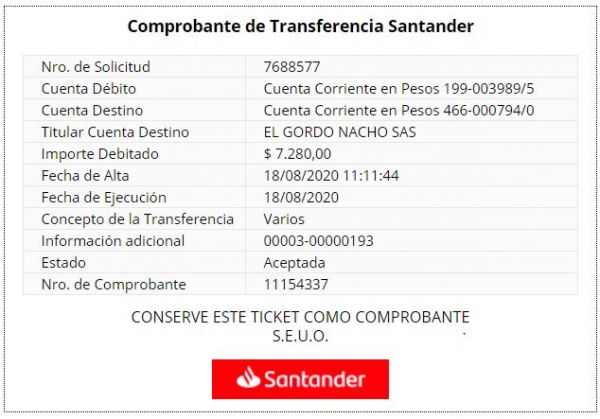 Comprobante de Transferencia Santander
Nro. de Solicitud 7688577
Cuenta Débito Cuenta Corriente en Pesos 199-003989/5
Cuenta Destino Cuenta Corriente en Pesos 466-000794/0
Titular Cuenta Destino EL GORDO NACHO SAS
Importe Debitado $ 7.280,00
Fecha de Alta 18/08/2020 11:11:44
Fecha de Ejecución 18/08/2020
Concepto de la Transferencia Varios
Información adicional 00003-00000193
Estado Aceptada
Nro. de Comprobante 11154337
CONSERVE ESTE TICKET COMO COMPROBANTE
S.E.U.O.
Santander